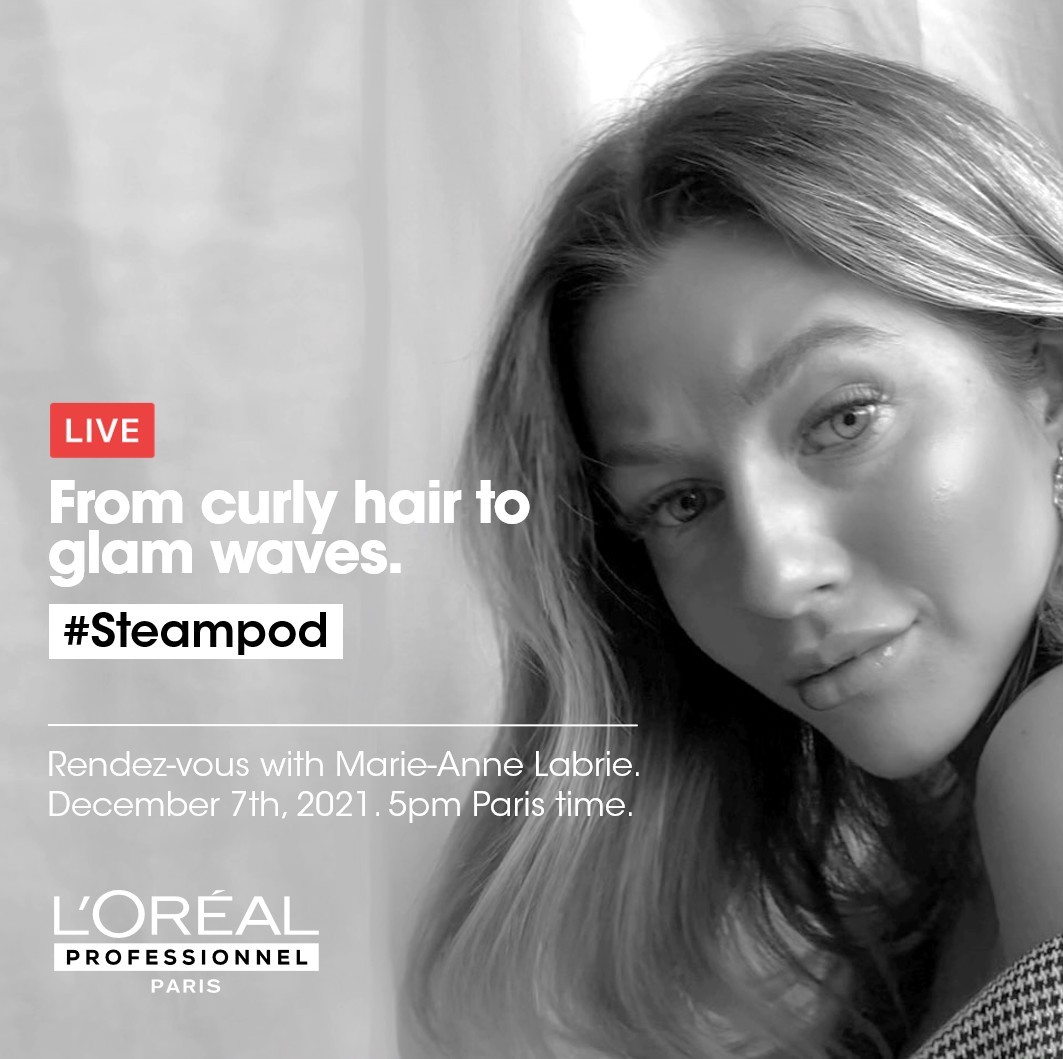 LIVE
From curly hair to
glam waves.
#Steampod
Rendez-vous with Marie-Anne Labrie.
December 7th, 2021. 5pm Paris time.
L'ORÉAL
PROFESSIONNEL
PARIS